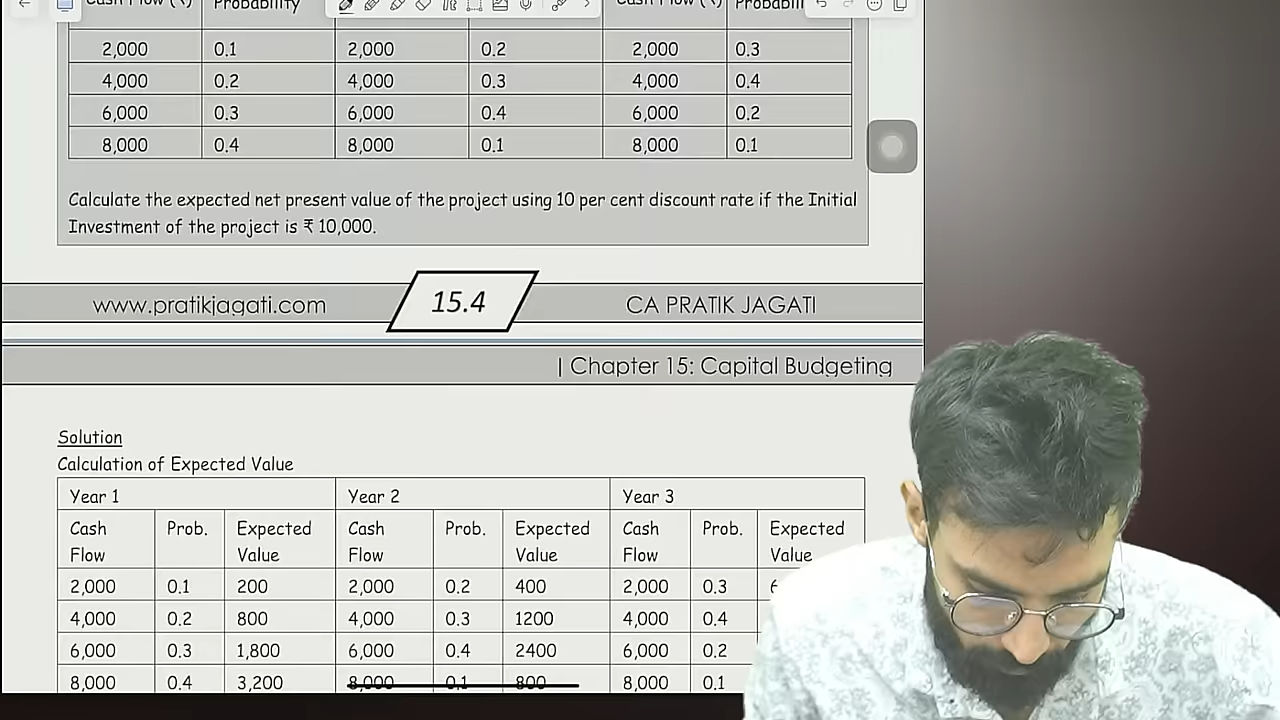 Cash Flow (₹) Probability Cash Flow (₹)
2,000 0.1 2,000 0.2 2,000 0.3
4,000 0.2 4,000 0.3 4,000 0.4
6,000 0.3 6,000 0.4 6,000 0.2
8,000 0.4 8,000 0.1 8,000 0.1
Calculate the expected net present value of the project using 10 per cent discount rate if the Initial
Investment of the project is ₹ 10,000.
www.pratikjagati.com 15.4 CA PRATIK JAGATI
| Chapter 15: Capital Budgeting
Solution
Calculation of Expected Value
Year 1 Year 2 Year 3
Cash Prob. Expected Cash Prob. Expected Cash Prob. Expected
Flow Value Flow Value Flow Value
2,000 0.1 200 2,000 0.2 400 2,000 0.3
4,000 0.2 800 4,000 0.3 1200 4,000 0.4
6,000 0.3 1,800 6,000 0.4 2400 6,000 0.2
8,000 0.4 3,200 8,000 0.1 800 8,000 0.1